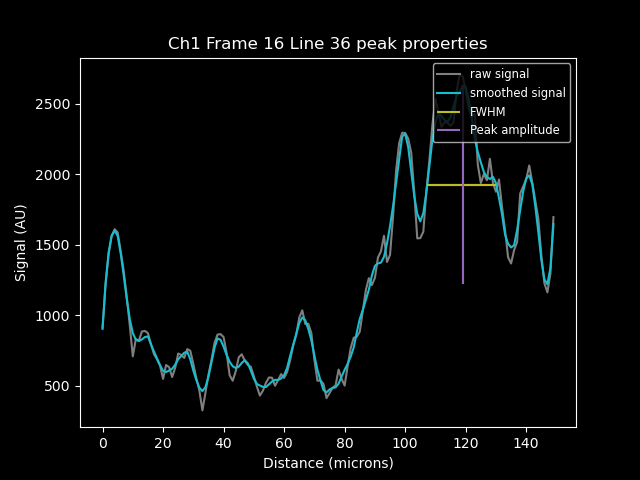 Ch1 Frame 16 Line 36 peak properties
raw signal
smoothed signal
FWHM
Peak amplitude
Signal (AU)
2500
2000
1500
1000
500
0 20 40 60 80 100 120 140
Distance (microns)